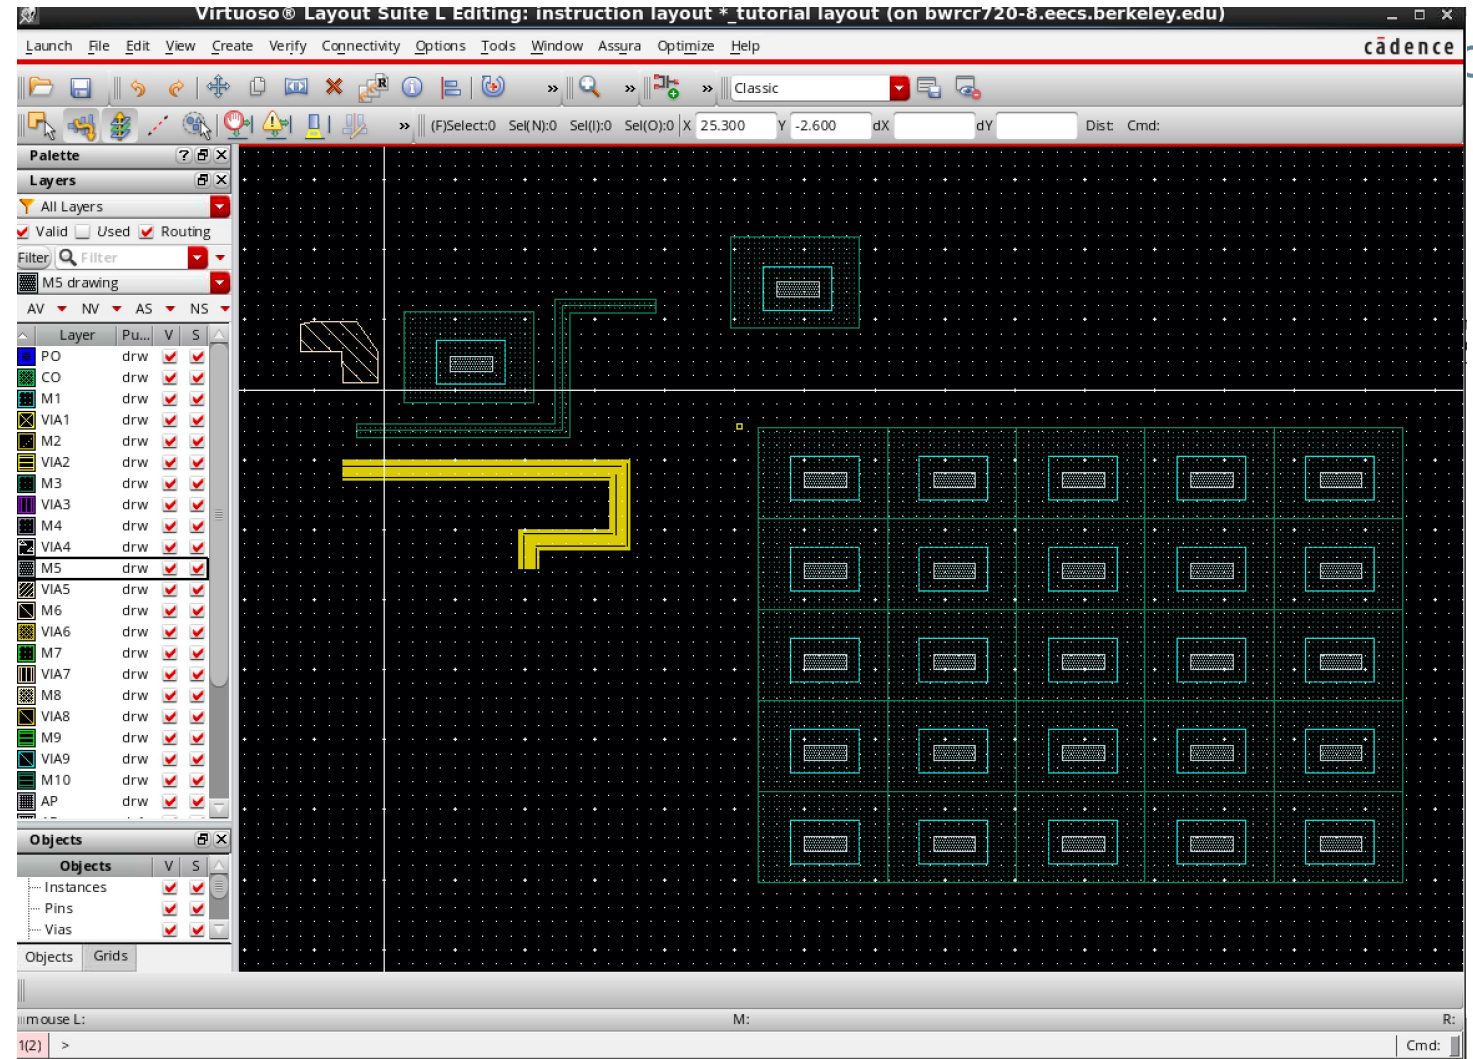 Virtuoso® Layout Suite L Editing: instruction layout *_tutorial layout (on bwrcr720-8.eecs.berkeley.edu)
Launch File Edit View Create Verify Connectivity Options Tools Window Assura Optimize Help cādence
R » » » Classic
» (F)Select:0 Sel(N):0 Sel(I):0 Sel(O):0 X 25.300 Y -2.600 dX dY Dist: Cmd:
Palette ?
Layers
All Layers
Valid Used Routing
Filter Filter
M5 drawing
AV NV AS NS
Layer Pu... V S
PO drw
CO drw
M1 drw
VIA1 drw
M2 drw
VIA2 drw
M3 drw
VIA3 drw
M4 drw
VIA4 drw
M5 drw
VIA5 drw
M6 drw
VIA6 drw
M7 drw
VIA7 drw
M8 drw
VIA8 drw
M9 drw
VIA9 drw
M10 drw
AP drw
Objects
Objects V S
Instances
Pins
Vias
Objects Grids
mouse L: M: R:
1(2) > Cmd: